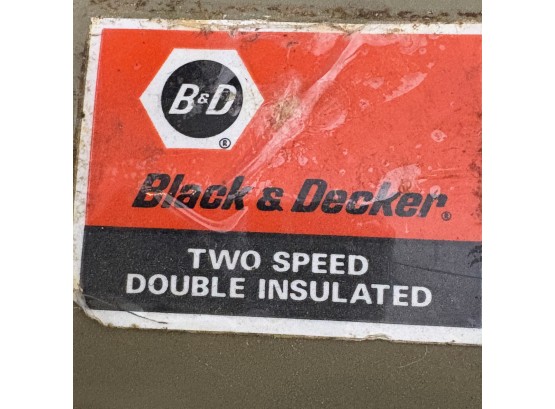 B&D
®
Black & Decker®
TWO SPEED
DOUBLE INSULATED